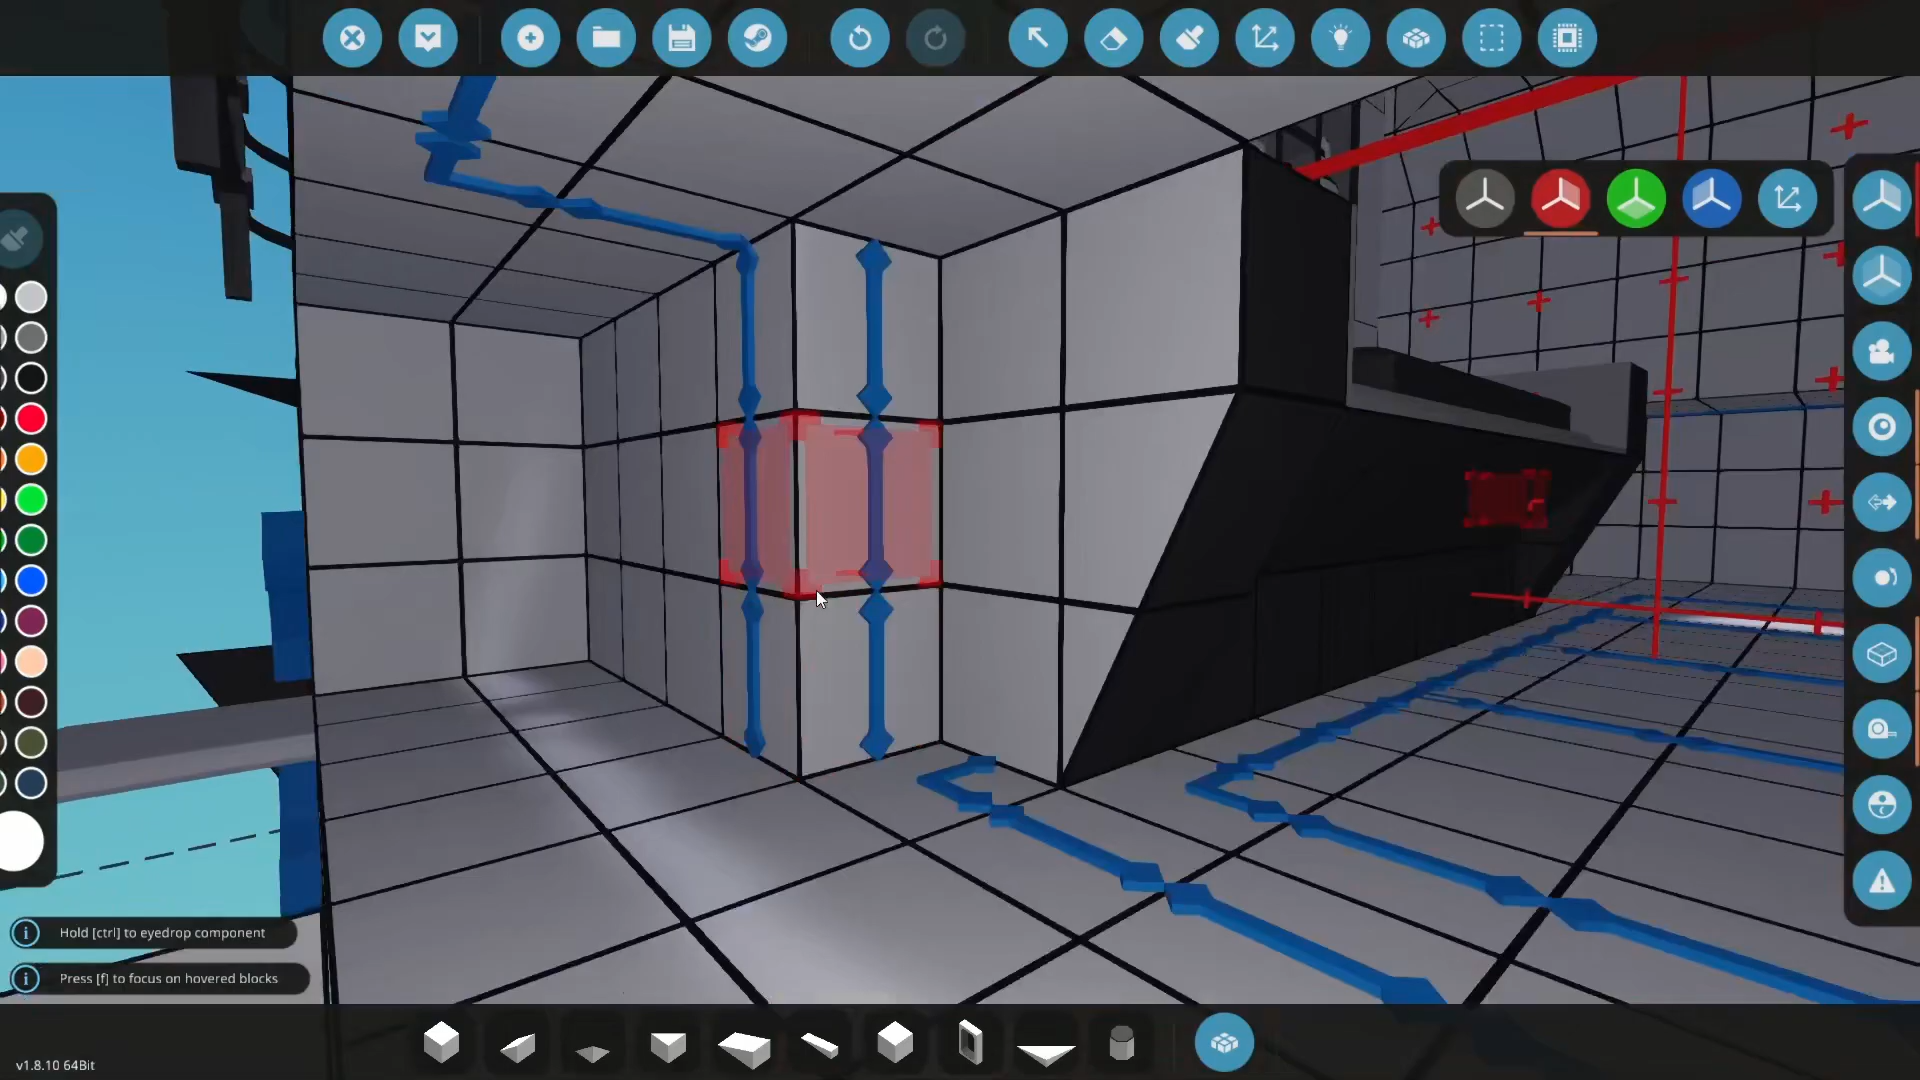 Hold [ctrl] to eyedrop component
Press [f] to focus on hovered blocks
v1.8.10 64Bit